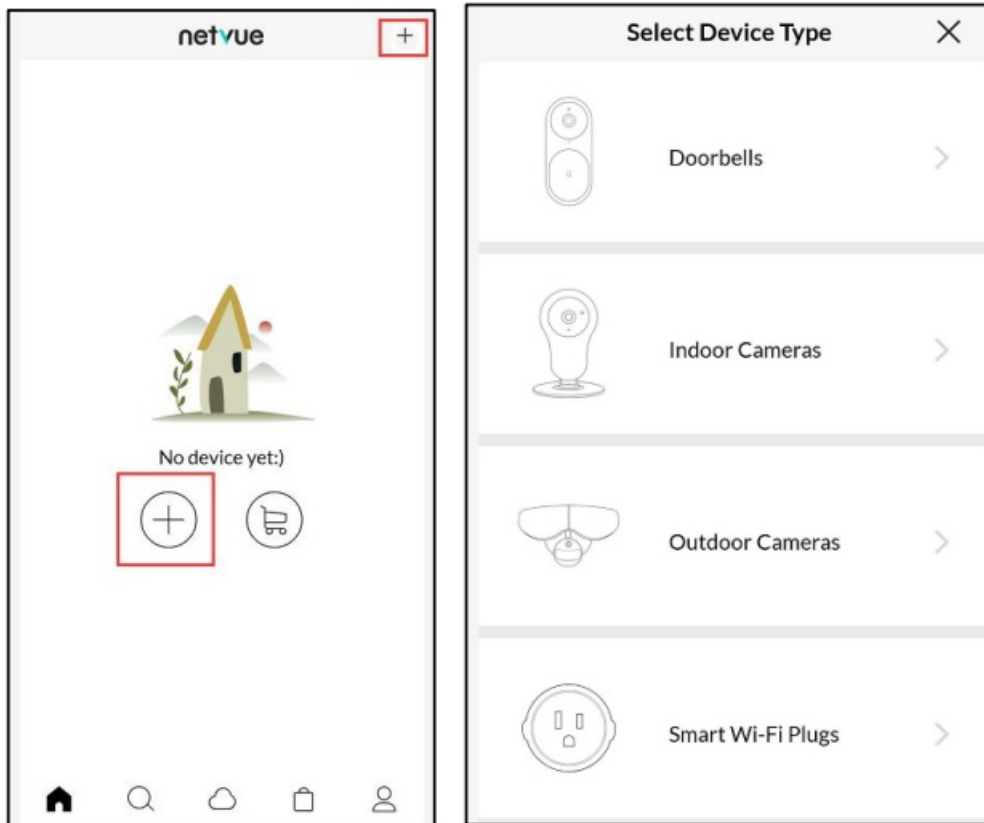 netvue
No device yet:)
Select Device Type
Doorbells
Indoor Cameras
Outdoor Cameras
Smart Wi-Fi Plugs